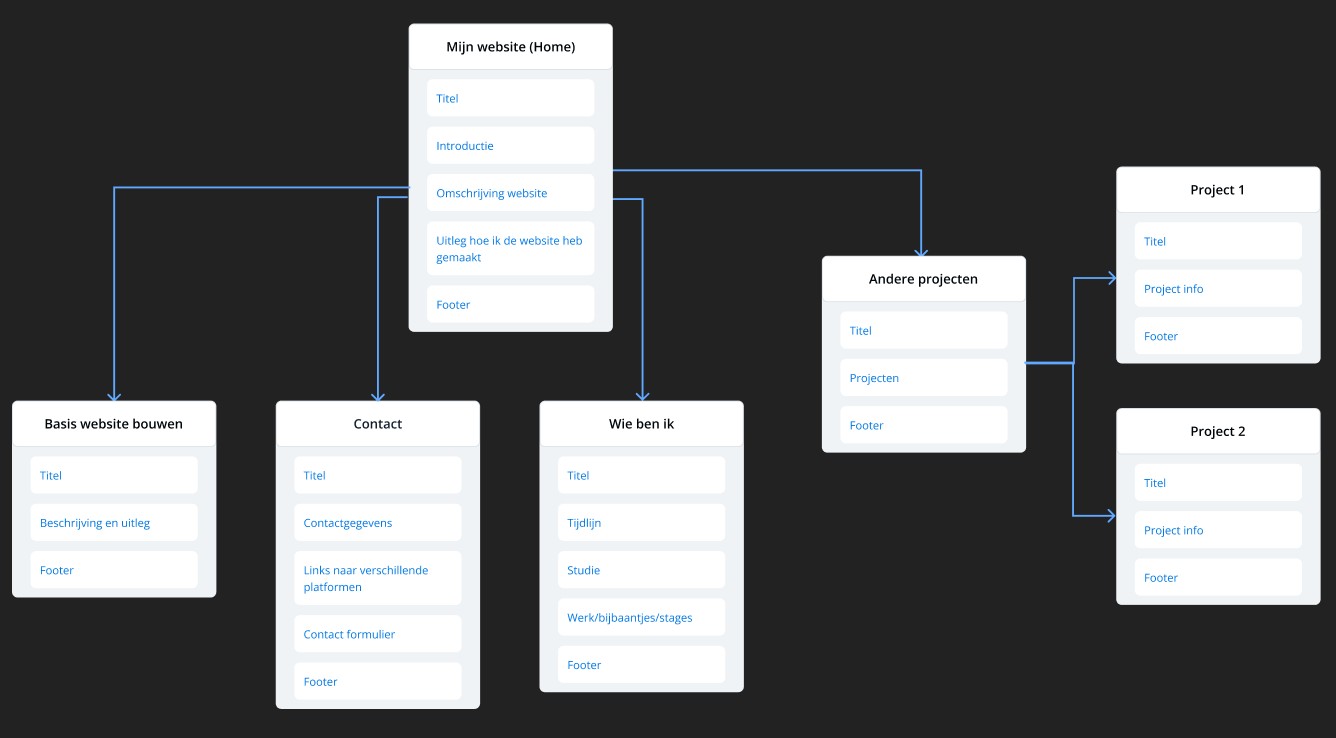 Mijn website (Home)
Titel
Introductie
Omschrijving website
Uitleg hoe ik de website heb
gemaakt
Footer
Basis website bouwen
Titel
Beschrijving en uitleg
Footer
Contact
Titel
Contactgegevens
Links naar verschillende
platformen
Contact formulier
Footer
Wie ben ik
Titel
Tijdlijn
Studie
Werk/bijbaantjes/stages
Footer
Andere projecten
Titel
Projecten
Footer
Project 1
Titel
Project info
Footer
Project 2
Titel
Project info
Footer